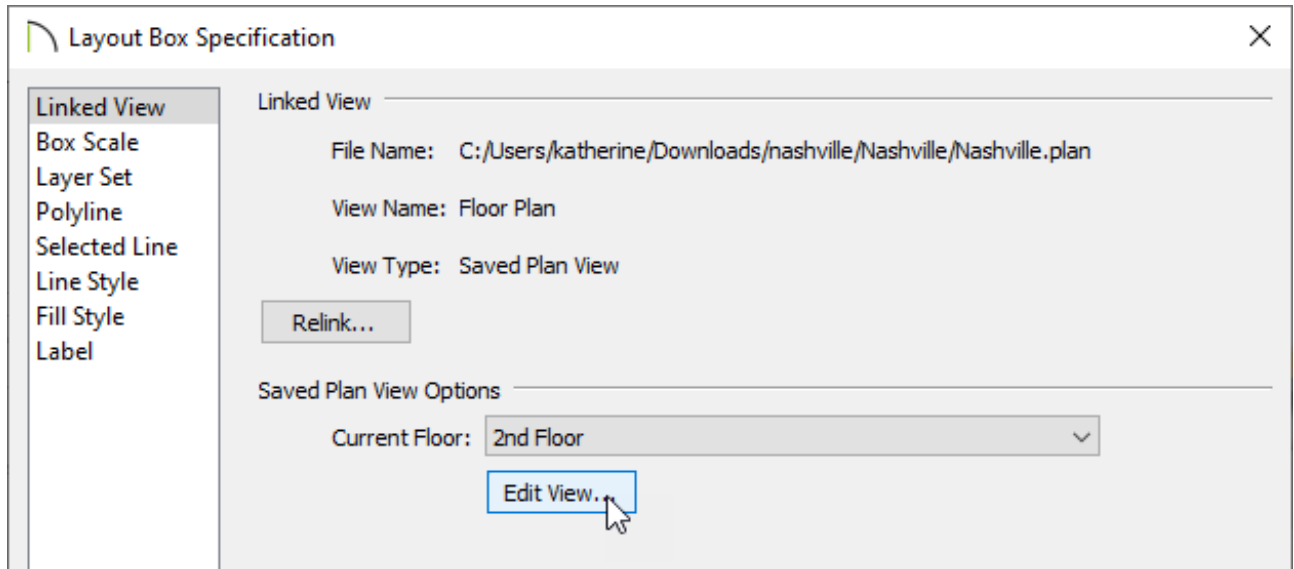 Layout Box Specification
Linked View
Box Scale
Layer Set
Polyline
Selected Line
Line Style
Fill Style
Label
Linked View
File Name: C:/Users/katherine/Downloads/nashville/Nashville/Nashville.plan
View Name: Floor Plan
View Type: Saved Plan View
Relink...
Saved Plan View Options
Current Floor: 2nd Floor
Edit View...